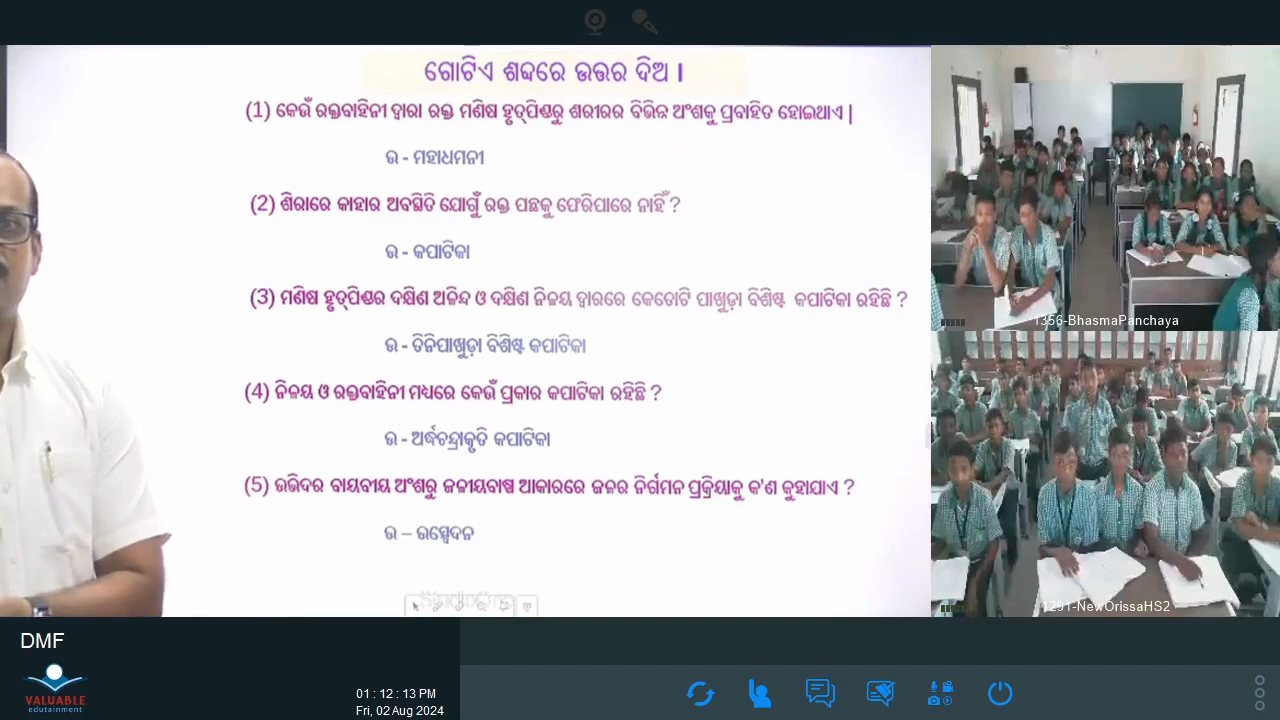 ଗୋଟିଏ ଶବ୍ଦରେ ଉତ୍ତର ଦିଅ ।
(1) କେଉଁ ରକ୍ତବାହିନୀ ଦ୍ୱାରା ରକ୍ତ ମଣିଷ ହୃତ୍‌ପିଣ୍ଡରୁ ଶରୀରର ବିଭିନ୍ନ ଅଂଶକୁ ପ୍ରବାହିତ ହୋଇଥାଏ |
ଉ - ମହାଧମନୀ
(2) ଶିରାରେ କାହାର ଅବସ୍ଥିତି ଯୋଗୁଁ ରକ୍ତ ପଛକୁ ଫେରିପାରେ ନାହିଁ ?
ଉ - କପାଟିକା
(3) ମଣିଷ ହୃତ୍‌ପିଣ୍ଡର ଦକ୍ଷିଣ ଅଳିନ୍ଦ ଓ ଦକ୍ଷିଣ ନିଳୟ ଦ୍ୱାରରେ କେତୋଟି ପାଖୁଡ଼ା ବିଶିଷ୍ଟ କପାଟିକା ରହିଛି ?
ଉ - ତିନିପାଖୁଡ଼ା ବିଶିଷ୍ଟ କପାଟିକା
(4) ନିଳୟ ଓ ରକ୍ତବାହିନୀ ମଧ୍ୟରେ କେଉଁ ପ୍ରକାର କପାଟିକା ରହିଛି ?
ଉ - ଅର୍ଦ୍ଧଚନ୍ଦ୍ରାକୃତି କପାଟିକା
(5) ଉଦ୍ଭିଦର ବାୟବୀୟ ଅଂଶରୁ ଜଳୀୟବାଷ୍ପ ଆକାରରେ ଜଳର ନିର୍ଗମନ ପ୍ରକ୍ରିୟାକୁ କ'ଣ କୁହାଯାଏ ?
ଉ – ଉତ୍ସ୍ୱେଦନ
1356-BhasmaPanchaya
1291-NewOrissaHS2
DMF
VALUABLE
edutainment
01 : 12 : 13 PM
Fri, 02 Aug 2024